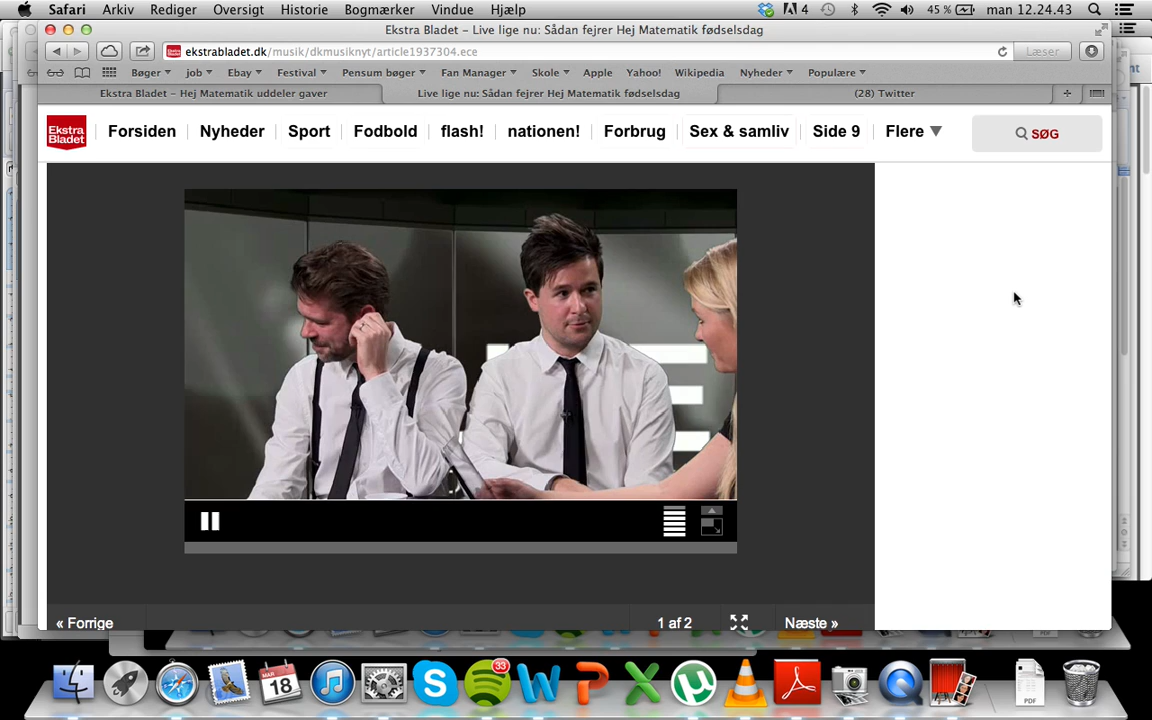 Safari Arkiv Rediger Oversigt Historie Bogmærker Vindue Hjælp 4 45 % man 12.24.43
Ekstra Bladet – Live lige nu: Sådan fejrer Hej Matematik fødselsdag
ekstrabladet.dk/musik/dkmusiknyt/article1937304.ece Læser
Bøger job Ebay Festival Pensum bøger Fan Manager Skole Apple Yahoo! Wikipedia Nyheder Populære
Ekstra Bladet – Hej Matematik uddeler gaver Live lige nu: Sådan fejrer Hej Matematik fødselsdag (28) Twitter
Ekstra Bladet Forsiden Nyheder Sport Fodbold flash! nationen! Forbrug Sex & samliv Side 9 Flere SØG
« Forrige 1 af 2 Næste »
33
MAR
18
PDF